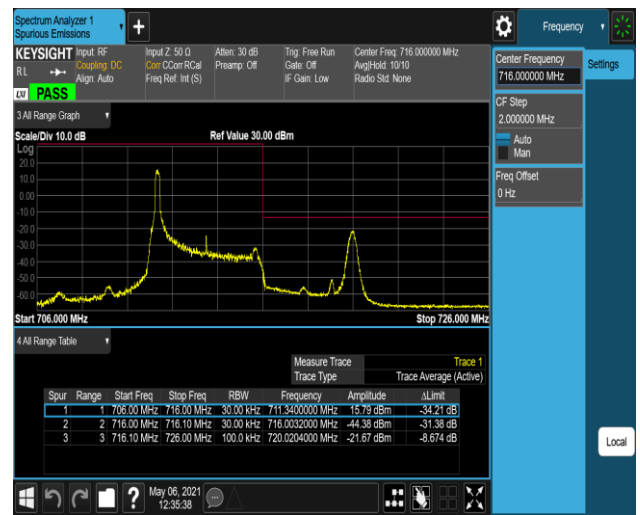 Spectrum Analyzer 1
Spurious Emissions
Frequency
KEYSIGHT
RL
LXI
PASS
Input: RF
Coupling: DC
Align: Auto
Input Z: 50 Ω
Corr CCorr RCal
Freq Ref: Int (S)
Atten: 30 dB
Preamp: Off
Trig: Free Run
Gate: Off
IF Gain: Low
Center Freq: 716.000000 MHz
Avg|Hold: 10/10
Radio Std: None
Center Frequency
716.000000 MHz
Settings
CF Step
2.000000 MHz
Auto
Man
Freq Offset
0 Hz
3 All Range Graph
Scale/Div 10.0 dB
Ref Value 30.00 dBm
Log
20.0
10.0
0.00
-10.0
-20.0
-30.0
-40.0
-50.0
-60.0
Start 706.000 MHz
Stop 726.000 MHz
4 All Range Table
Measure Trace Trace 1
Trace Type Trace Average (Active)
Spur Range Start Freq Stop Freq RBW Frequency Amplitude ΔLimit
1 1 706.00 MHz 716.00 MHz 30.00 kHz 711.3400000 MHz 15.79 dBm -34.21 dB
2 2 716.00 MHz 716.10 MHz 30.00 kHz 716.0032000 MHz -44.38 dBm -31.38 dB
3 3 716.10 MHz 726.00 MHz 100.0 kHz 720.0204000 MHz -21.67 dBm -8.674 dB
Local
May 06, 2021
12:35:38